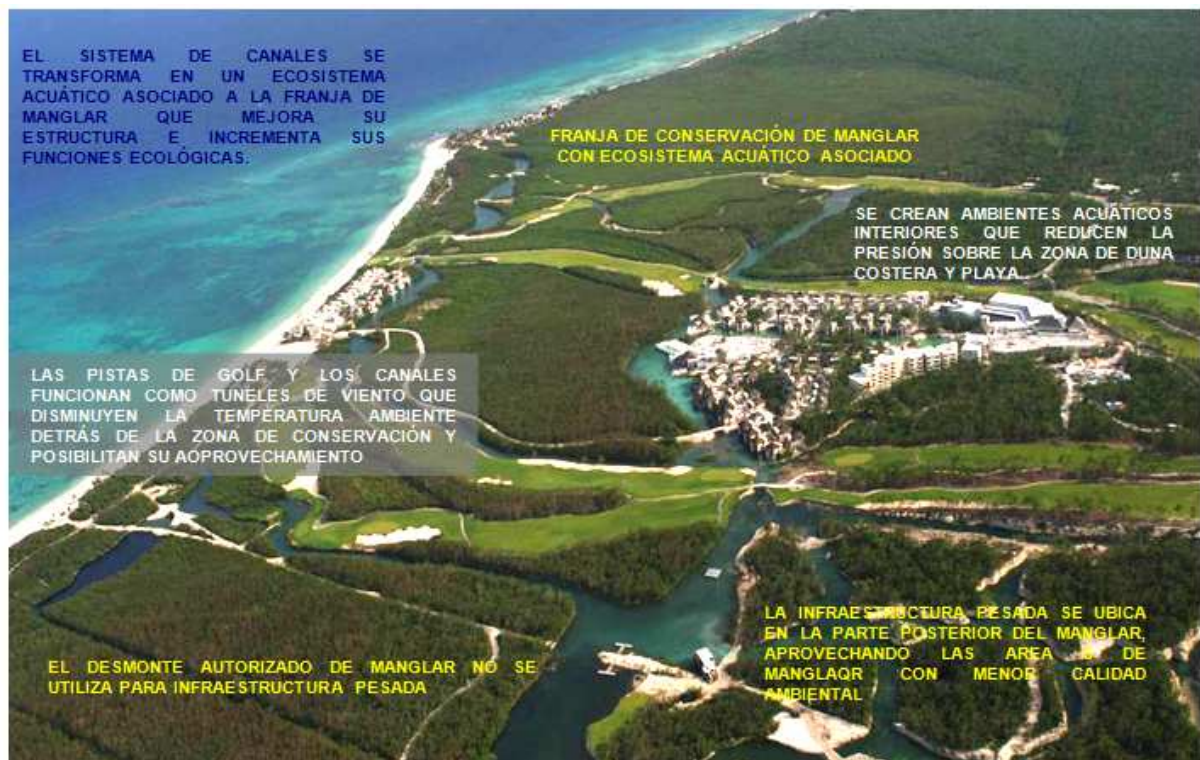 EL SISTEMA DE CANALES SE
TRANSFORMA EN UN ECOSISTEMA
ACUÁTICO ASOCIADO A LA FRANJA DE
MANGLAR QUE MEJORA SU
ESTRUCTURA E INCREMENTA SUS
FUNCIONES ECOLÓGICAS.
FRANJA DE CONSERVACIÓN DE MANGLAR
CON ECOSISTEMA ACUÁTICO ASOCIADO
SE CREAN AMBIENTES ACUÁTICOS
INTERIORES QUE REDUCEN LA
PRESIÓN SOBRE LA ZONA DE DUNA
COSTERA Y PLAYA.
LAS PISTAS DE GOLF Y LOS CANALES
FUNCIONAN COMO TUNELES DE VIENTO QUE
DISMINUYEN LA TEMPERATURA AMBIENTE
DETRÁS DE LA ZONA DE CONSERVACIÓN Y
POSIBILITAN SU AOPROVECHAMIENTO
EL DESMONTE AUTORIZADO DE MANGLAR NO SE
UTILIZA PARA INFRAESTRUCTURA PESADA
LA INFRAESTRUCTURA PESADA SE UBICA
EN LA PARTE POSTERIOR DEL MANGLAR,
APROVECHANDO LAS AREA S DE
MANGLAQR CON MENOR CALIDAD
AMBIENTAL